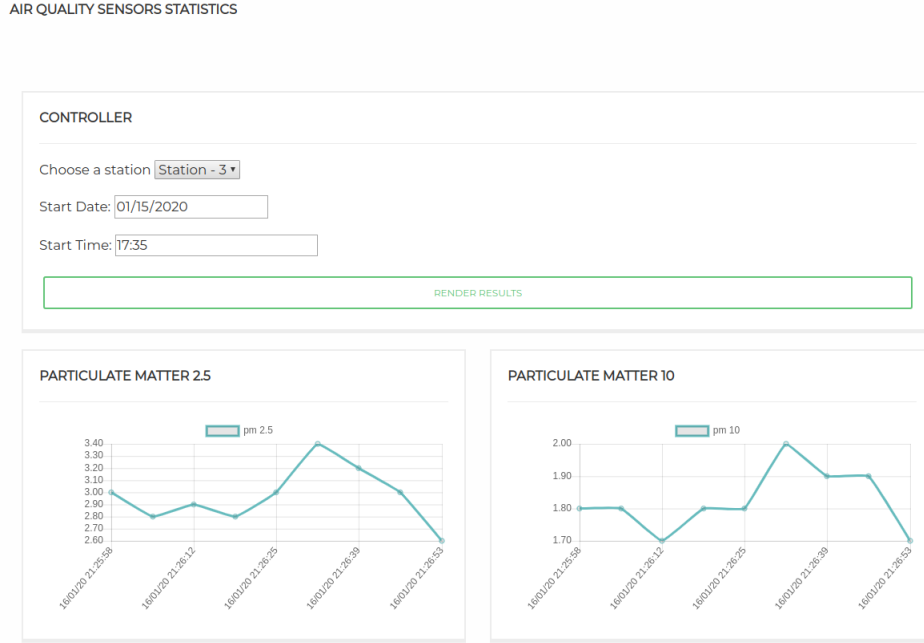 AIR QUALITY SENSORS STATISTICS
CONTROLLER
Choose a station Station - 3
Start Date: 01/15/2020
Start Time: 17:35
RENDER RESULTS
PARTICULATE MATTER 2.5
pm 2.5
3.40
3.30
3.20
3.10
3.00
2.90
2.80
2.70
2.60
16/01/20 21:25:58
16/01/20 21:26:12
16/01/20 21:26:25
16/01/20 21:26:39
16/01/20 21:26:53
PARTICULATE MATTER 10
pm 10
2.00
1.90
1.80
1.70
16/01/20 21:25:58
16/01/20 21:26:12
16/01/20 21:26:25
16/01/20 21:26:39
16/01/20 21:26:53